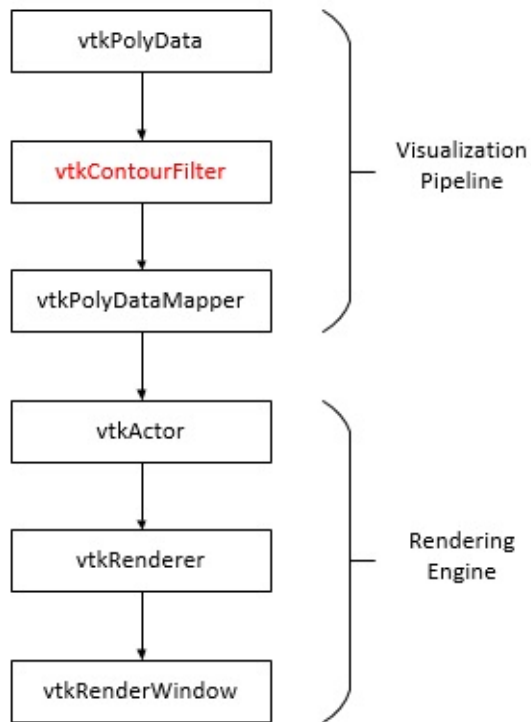 vtkPolyData
vtkContourFilter
Visualization
Pipeline
vtkPolyDataMapper
vtkActor
vtkRenderer
Rendering
Engine
vtkRenderWindow